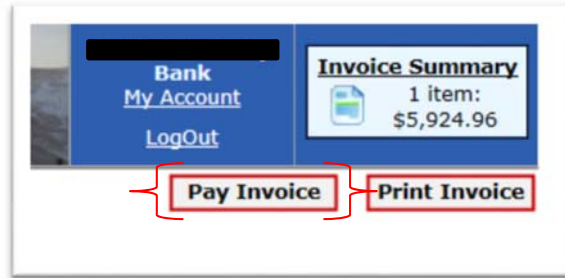 Bank
My Account
LogOut
Invoice Summary
1 item:
$5,924.96
Pay Invoice
Print Invoice